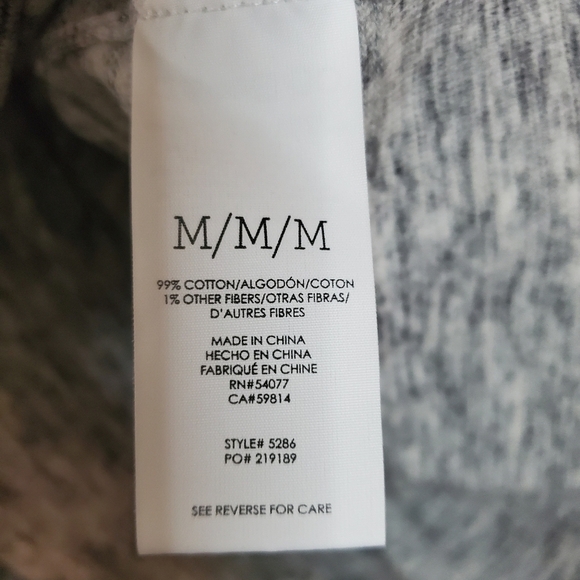 M/M/M
99% COTTON/ALGODÓN/COTON
1% OTHER FIBERS/OTRAS FIBRAS/
D'AUTRES FIBRES
MADE IN CHINA
HECHO EN CHINA
FABRIQUÉ EN CHINE
RN#54077
CA#59814
STYLE# 5286
PO# 219189
SEE REVERSE FOR CARE